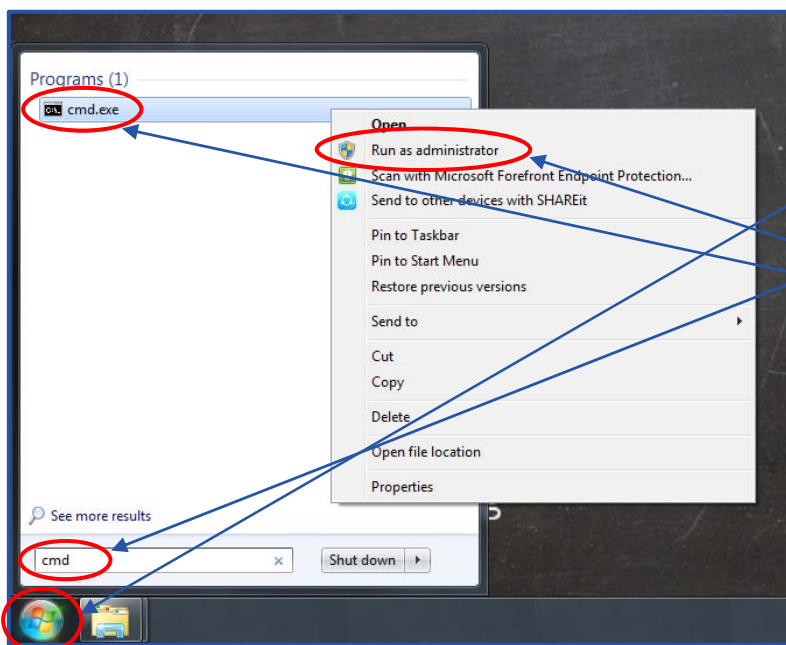 Programs (1)
cmd.exe
Open
Run as administrator
Scan with Microsoft Forefront Endpoint Protection...
Send to other devices with SHAREit
Pin to Taskbar
Pin to Start Menu
Restore previous versions
Send to
Cut
Copy
Delete
Open file location
Properties
See more results
cmd
Shut down